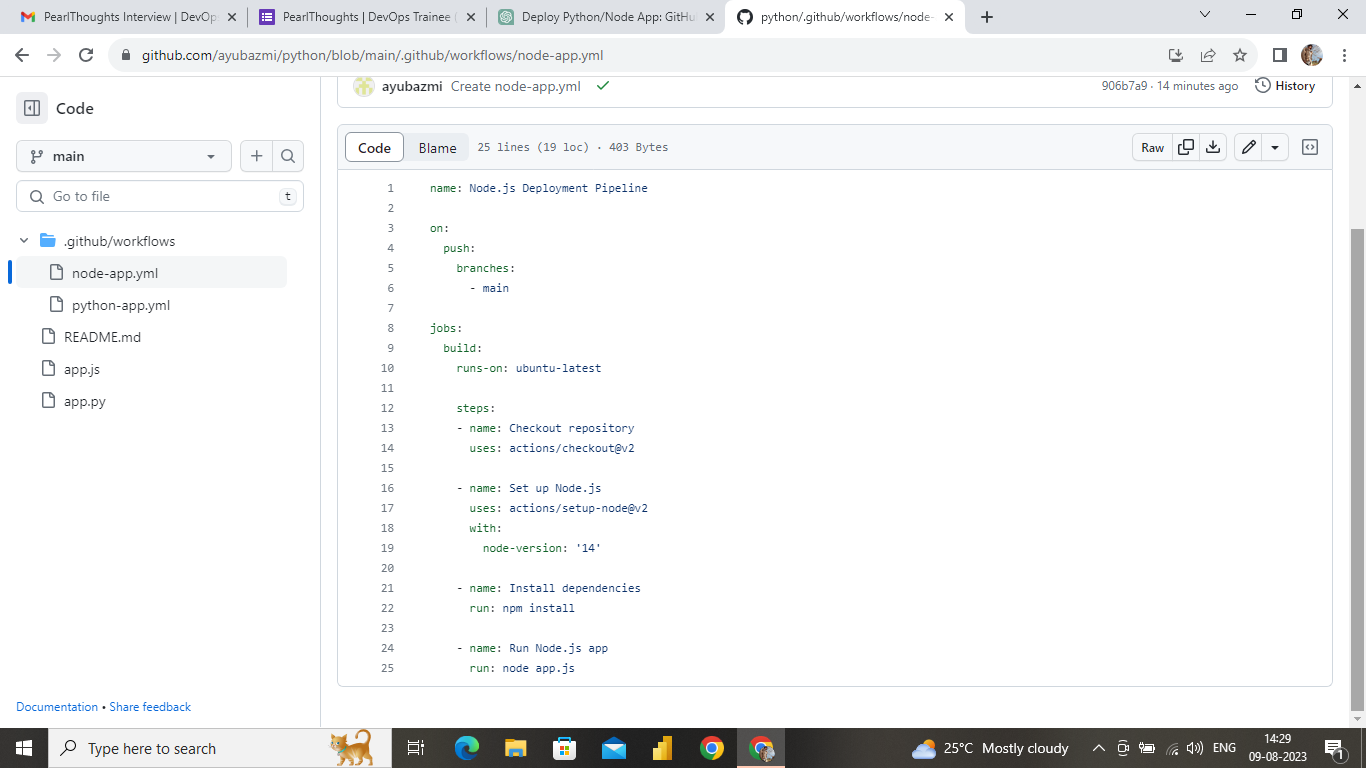 PearlThoughts Interview | DevOp
PearlThoughts | DevOps Trainee (
Deploy Python/Node App: GitHu
python/.github/workflows/node-
github.com/ayubazmi/python/blob/main/.github/workflows/node-app.yml
Code
main
Go to file
t
.github/workflows
node-app.yml
python-app.yml
README.md
app.js
app.py
Documentation • Share feedback
ayubazmi Create node-app.yml
906b7a9 · 14 minutes ago
History
Code
Blame
25 lines (19 loc) · 403 Bytes
Raw
1 name: Node.js Deployment Pipeline
2
3 on:
4   push:
5     branches:
6       - main
7
8 jobs:
9   build:
10     runs-on: ubuntu-latest
11
12     steps:
13     - name: Checkout repository
14       uses: actions/checkout@v2
15
16     - name: Set up Node.js
17       uses: actions/setup-node@v2
18       with:
19         node-version: '14'
20
21     - name: Install dependencies
22       run: npm install
23
24     - name: Run Node.js app
25       run: node app.js
Type here to search
25°C Mostly cloudy
ENG
14:29
09-08-2023
1